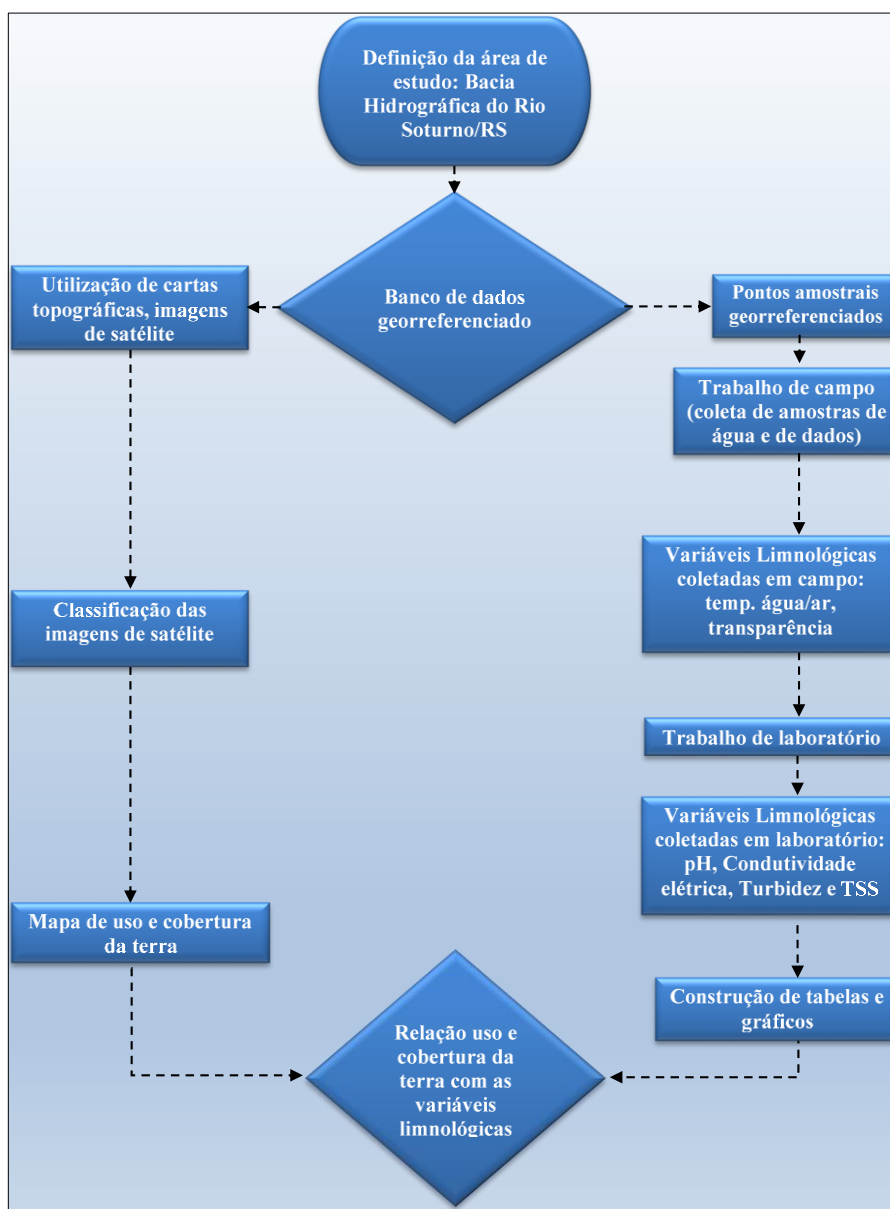 Definição da área de
estudo: Bacia
Hidrográfica do Rio
Soturno/RS
Banco de dados
georreferenciado
Utilização de cartas
topográficas, imagens
de satélite
Classificação das
imagens de satélite
Mapa de uso e cobertura
da terra
Pontos amostrais
georreferenciados
Trabalho de campo
(coleta de amostras de
água e de dados)
Variáveis Limnológicas
coletadas em campo:
temp. água/ar,
transparência
Trabalho de laboratório
Variáveis Limnológicas
coletadas em laboratório:
pH, Condutividade
elétrica, Turbidez e TSS
Construção de tabelas e
gráficos
Relação uso e
cobertura da
terra com as
variáveis
limnológicas